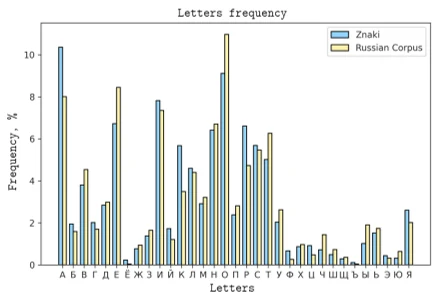 Letters frequency
Znaki
Russian Corpus
Frequency, %
10
8
6
4
2
0
А Б В Г Д Е Ё Ж З И Й К Л М Н О П Р С Т У Ф Х Ц Ч Ш Щ Ъ Ы Ь Э Ю Я
Letters